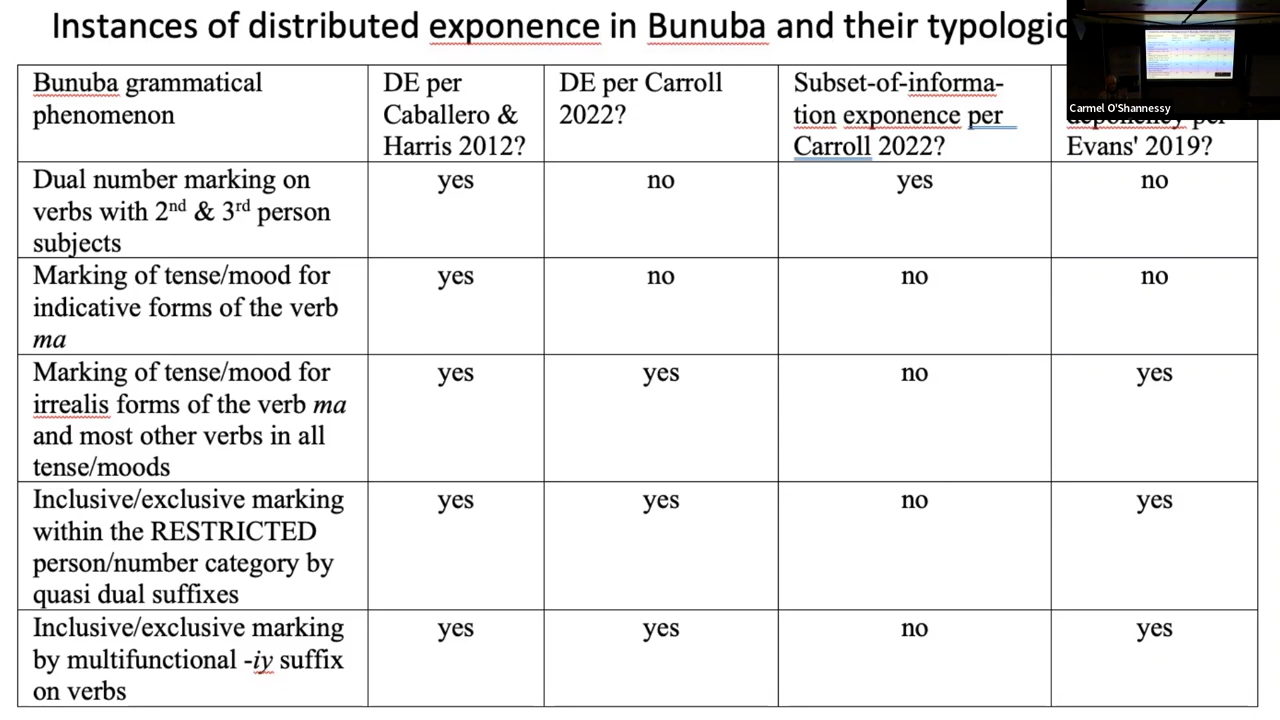 Instances of distributed exponence in Bunuba and their
Carmel O'Shannessy
Bunuba grammatical
phenomenon
DE per
Caballero &
Harris 2012?
DE per Carroll
2022?
Subset-of-informa-
tion exponence per
Carroll 2022?
deponency per
Evans' 2019?
Dual number marking on
verbs with 2nd & 3rd person
subjects
yes
no
yes
no
Marking of tense/mood for
indicative forms of the verb
ma
yes
no
no
no
Marking of tense/mood for
irrealis forms of the verb ma
and most other verbs in all
tense/moods
yes
yes
no
yes
Inclusive/exclusive marking
within the RESTRICTED
person/number category by
quasi dual suffixes
yes
yes
no
yes
Inclusive/exclusive marking
by multifunctional -iy suffix
on verbs
yes
yes
no
yes